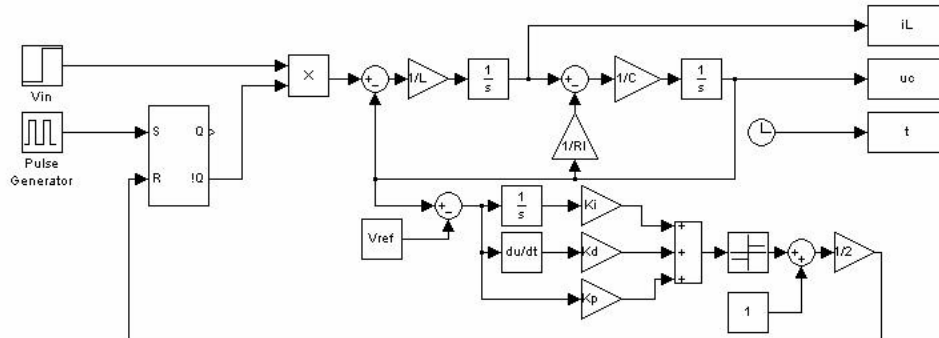 iL
Vin
×
+
−
1/L
1
s
+
−
1/C
1
s
uc
Pulse
Generator
S
Q
R
!Q
1/Rl
t
Vref
+
−
1
s
Ki
du/dt
Kd
Kp
+
+
+
+
+
1/2
1